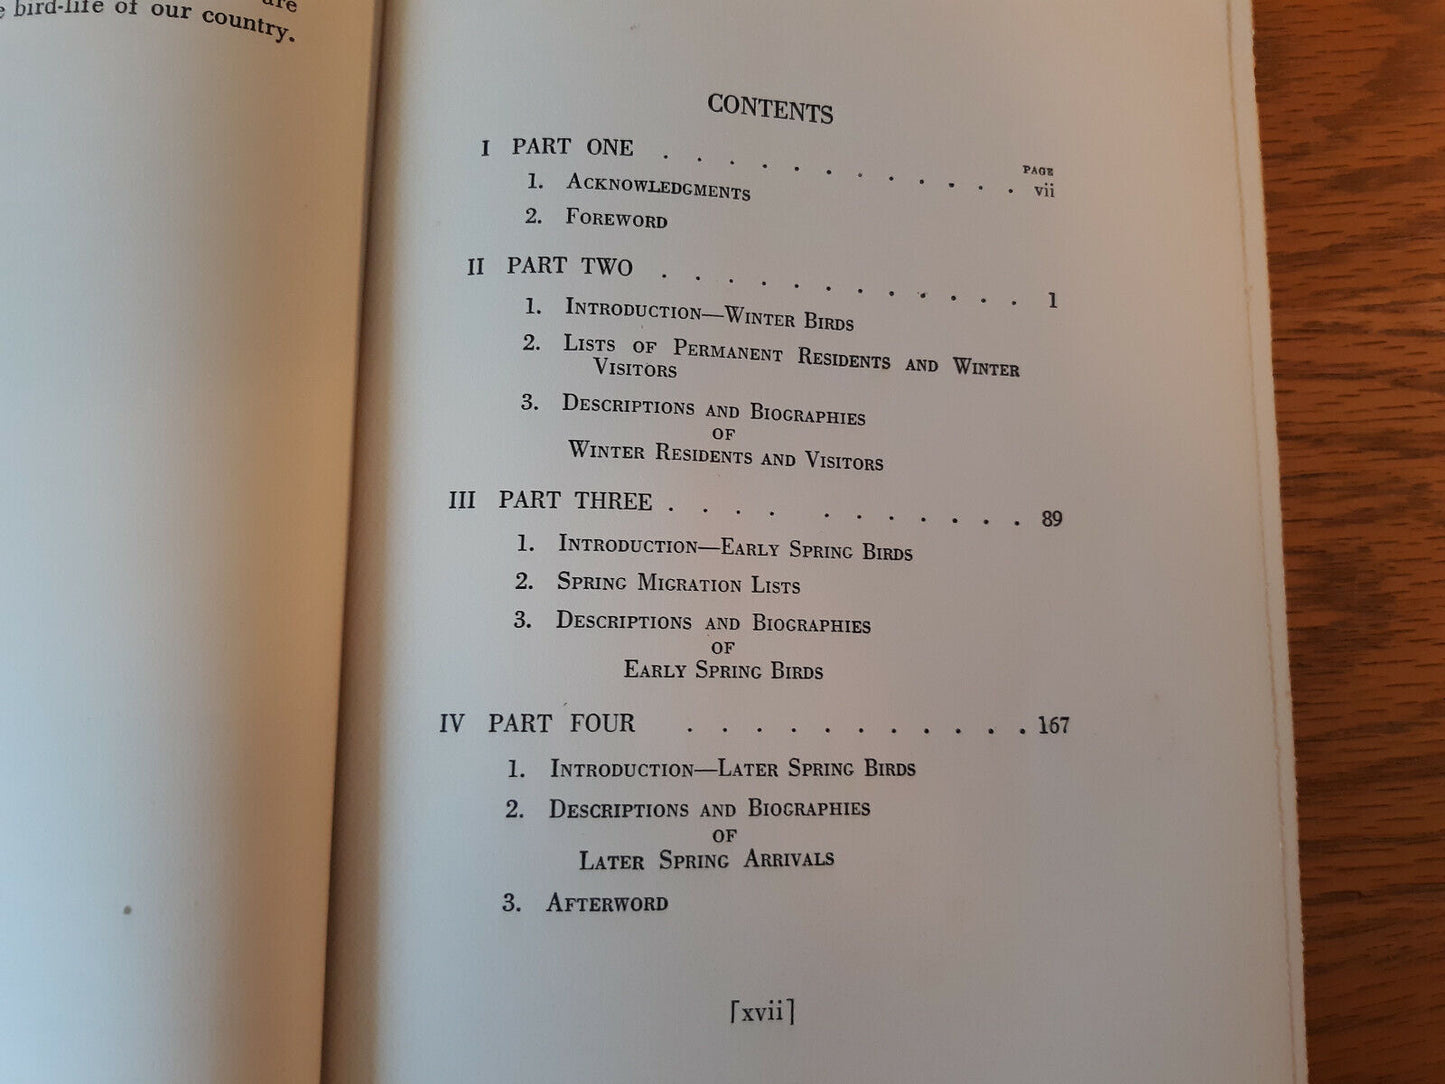 are
bird-life of our country.
CONTENTS
PAGE
I PART ONE . . . . . . . . . . . . vii
1. ACKNOWLEDGMENTS
2. FOREWORD
II PART TWO . . . . . . . . . . . . 1
1. INTRODUCTION—WINTER BIRDS
2. LISTS OF PERMANENT RESIDENTS AND WINTER
VISITORS
3. DESCRIPTIONS AND BIOGRAPHIES
OF
WINTER RESIDENTS AND VISITORS
III PART THREE . . . . . . . . . . . 89
1. INTRODUCTION—EARLY SPRING BIRDS
2. SPRING MIGRATION LISTS
3. DESCRIPTIONS AND BIOGRAPHIES
OF
EARLY SPRING BIRDS
IV PART FOUR . . . . . . . . . . . 167
1. INTRODUCTION—LATER SPRING BIRDS
2. DESCRIPTIONS AND BIOGRAPHIES
OF
LATER SPRING ARRIVALS
3. AFTERWORD
[xvii]